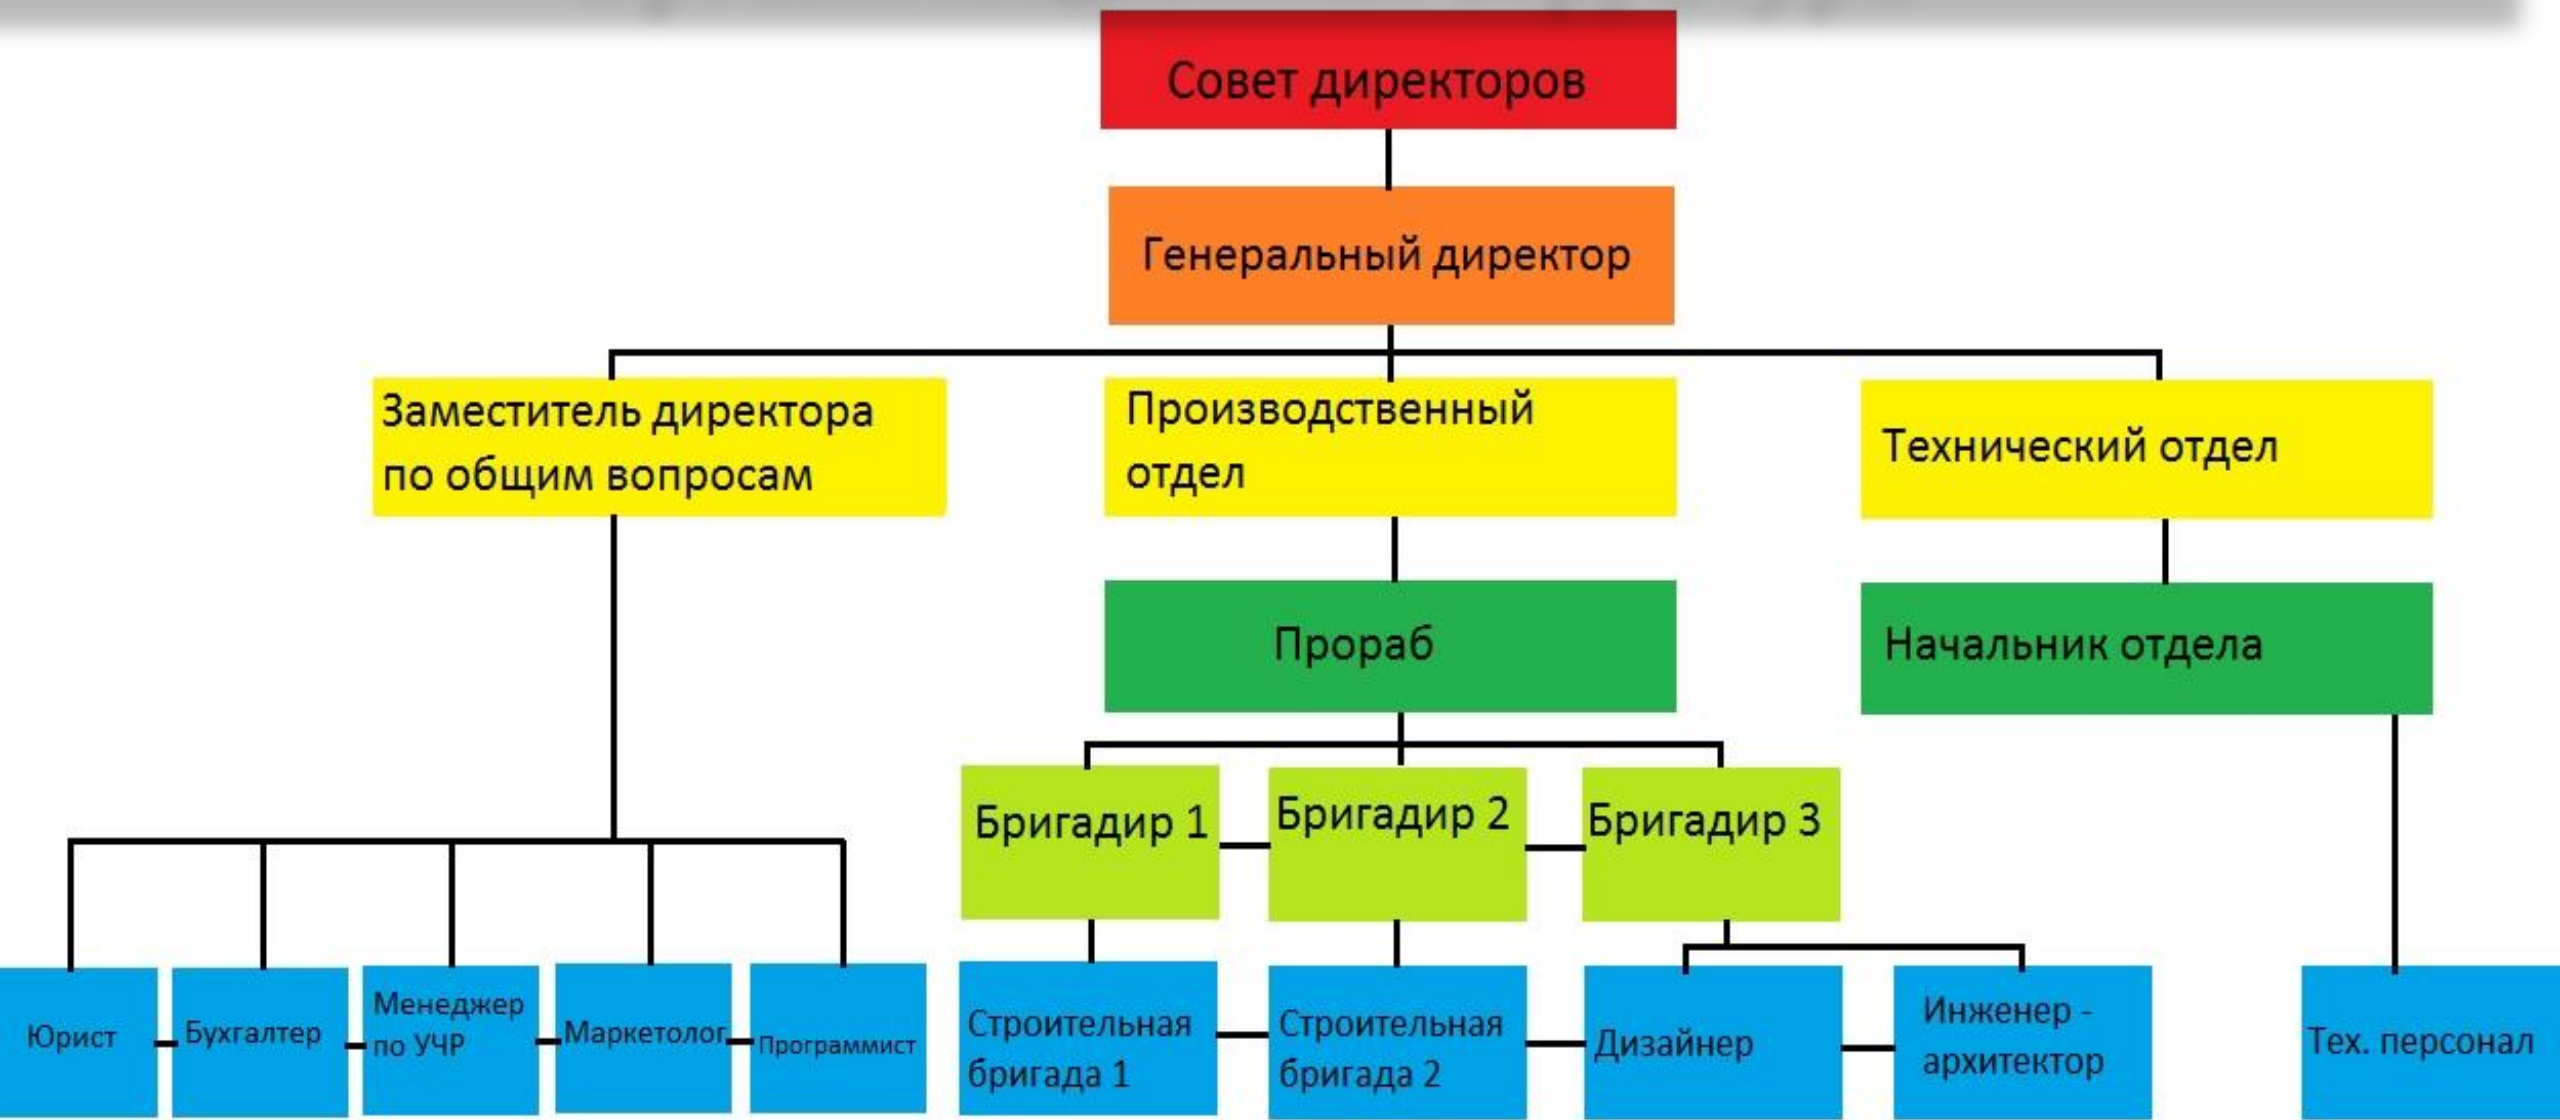 Совет директоров
Генеральный директор
Заместитель директора
по общим вопросам
Производственный
отдел
Технический отдел
Прораб
Начальник отдела
Бригадир 1
Бригадир 2
Бригадир 3
Юрист
Бухгалтер
Менеджер
по УЧР
Маркетолог
Программист
Строительная
бригада 1
Строительная
бригада 2
Дизайнер
Инженер -
архитектор
Тех. персонал